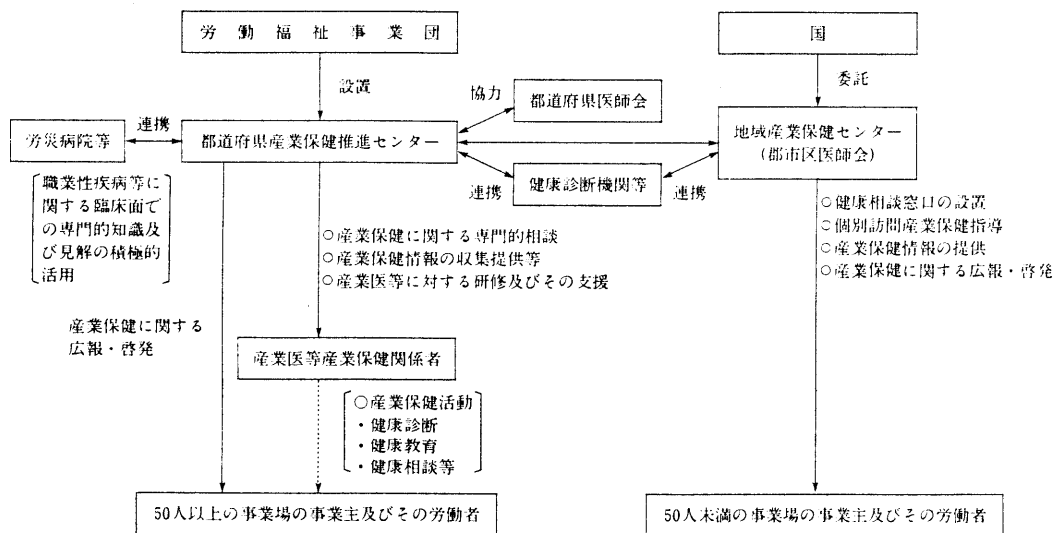 労働福祉事業団
国
設置
委託
協力
都道府県医師会
労災病院等
連携
都道府県産業保健推進センター
地域産業保健センター
(郡市区医師会)
連携
健康診断機関等
連携
職業性疾病等に
関する臨床面で
の専門的知識及
び見解の積極的
活用
○産業保健に関する専門的相談
○産業保健情報の収集提供等
○産業医等に対する研修及びその支援
○健康相談窓口の設置
○個別訪問産業保健指導
○産業保健情報の提供
○産業保健に関する広報・啓発
産業保健に関する
広報・啓発
産業医等産業保健関係者
○産業保健活動
・健康診断
・健康教育
・健康相談等
50人以上の事業場の事業主及びその労働者
50人未満の事業場の事業主及びその労働者